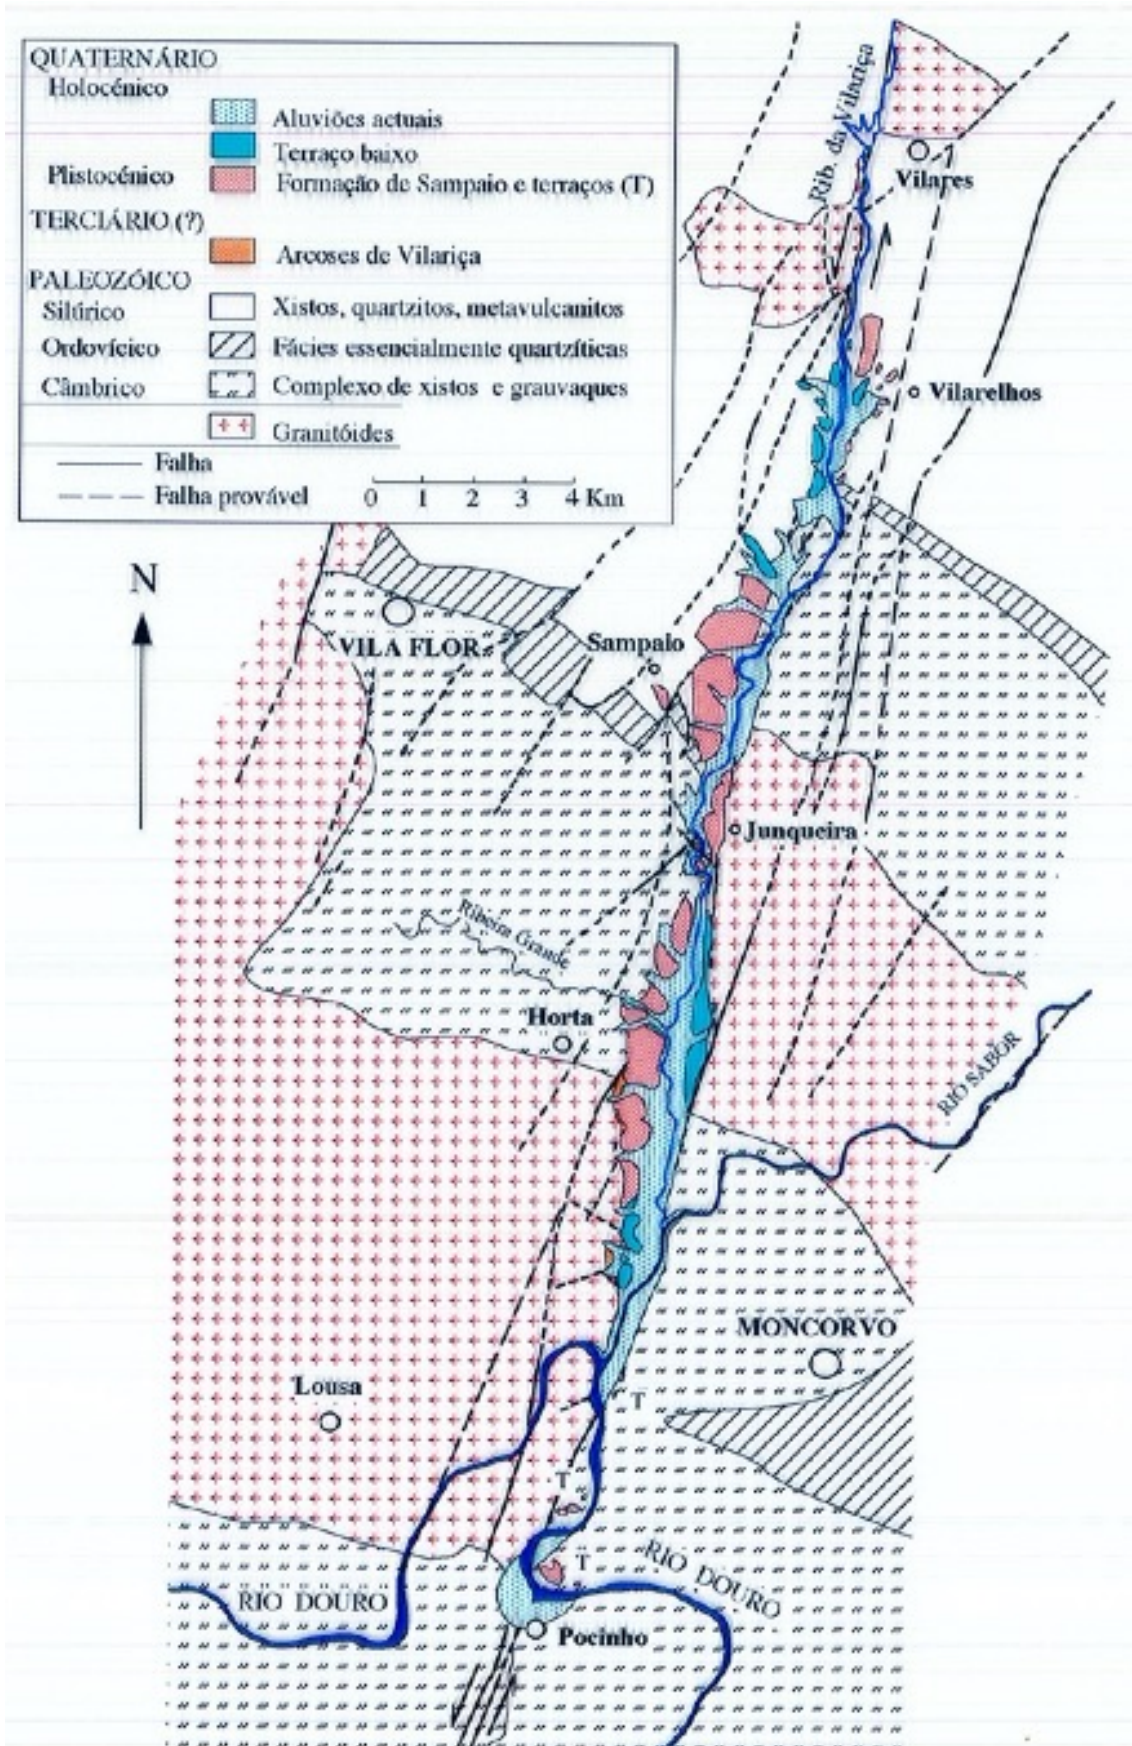 QUATERNÁRIO
Holocénico
Aluviões actuais
Terraço baixo
Plistocénico Formação de Sampaio e terraços (T)
TERCIÁRIO (?)
Arcoses de Vilariça
PALEOZÓICO
Silúrico Xistos, quartzitos, metavulcanitos
Ordovícico Fácies essencialmente quartzíticas
Câmbrico Complexo de xistos e grauvaques
Granitóides
Falha
Falha provável
0 1 2 3 4 Km
Rib. da Vilariça
Vilares
Vilarelhos
N
VILA FLOR
Sampaio
Junqueira
Ribeira Grande
Horta
RIO SABOR
MONCORVO
Lousa
T
T
T
RIO DOURO
RIO DOURO
Pocinho